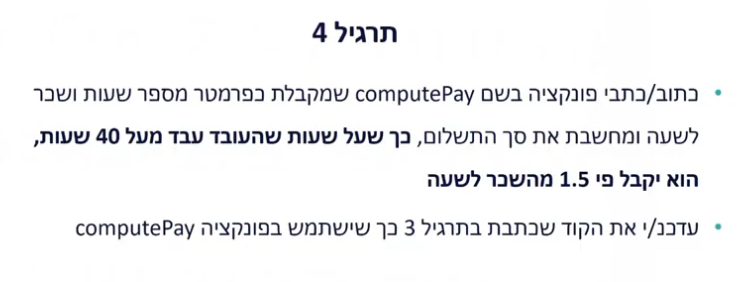 תרגיל 4
• כתוב/כתבי פונקציה בשם computePay שמקבלת כפרמטר מספר שעות ושכר
לשעה ומחשבת את סך התשלום, כך שעל שעות שהעובד עבד מעל 40 שעות,
הוא יקבל פי 1.5 מהשכר לשעה
• עדכנ/י את הקוד שכתבת בתרגיל 3 כך שישתמש בפונקציה computePay